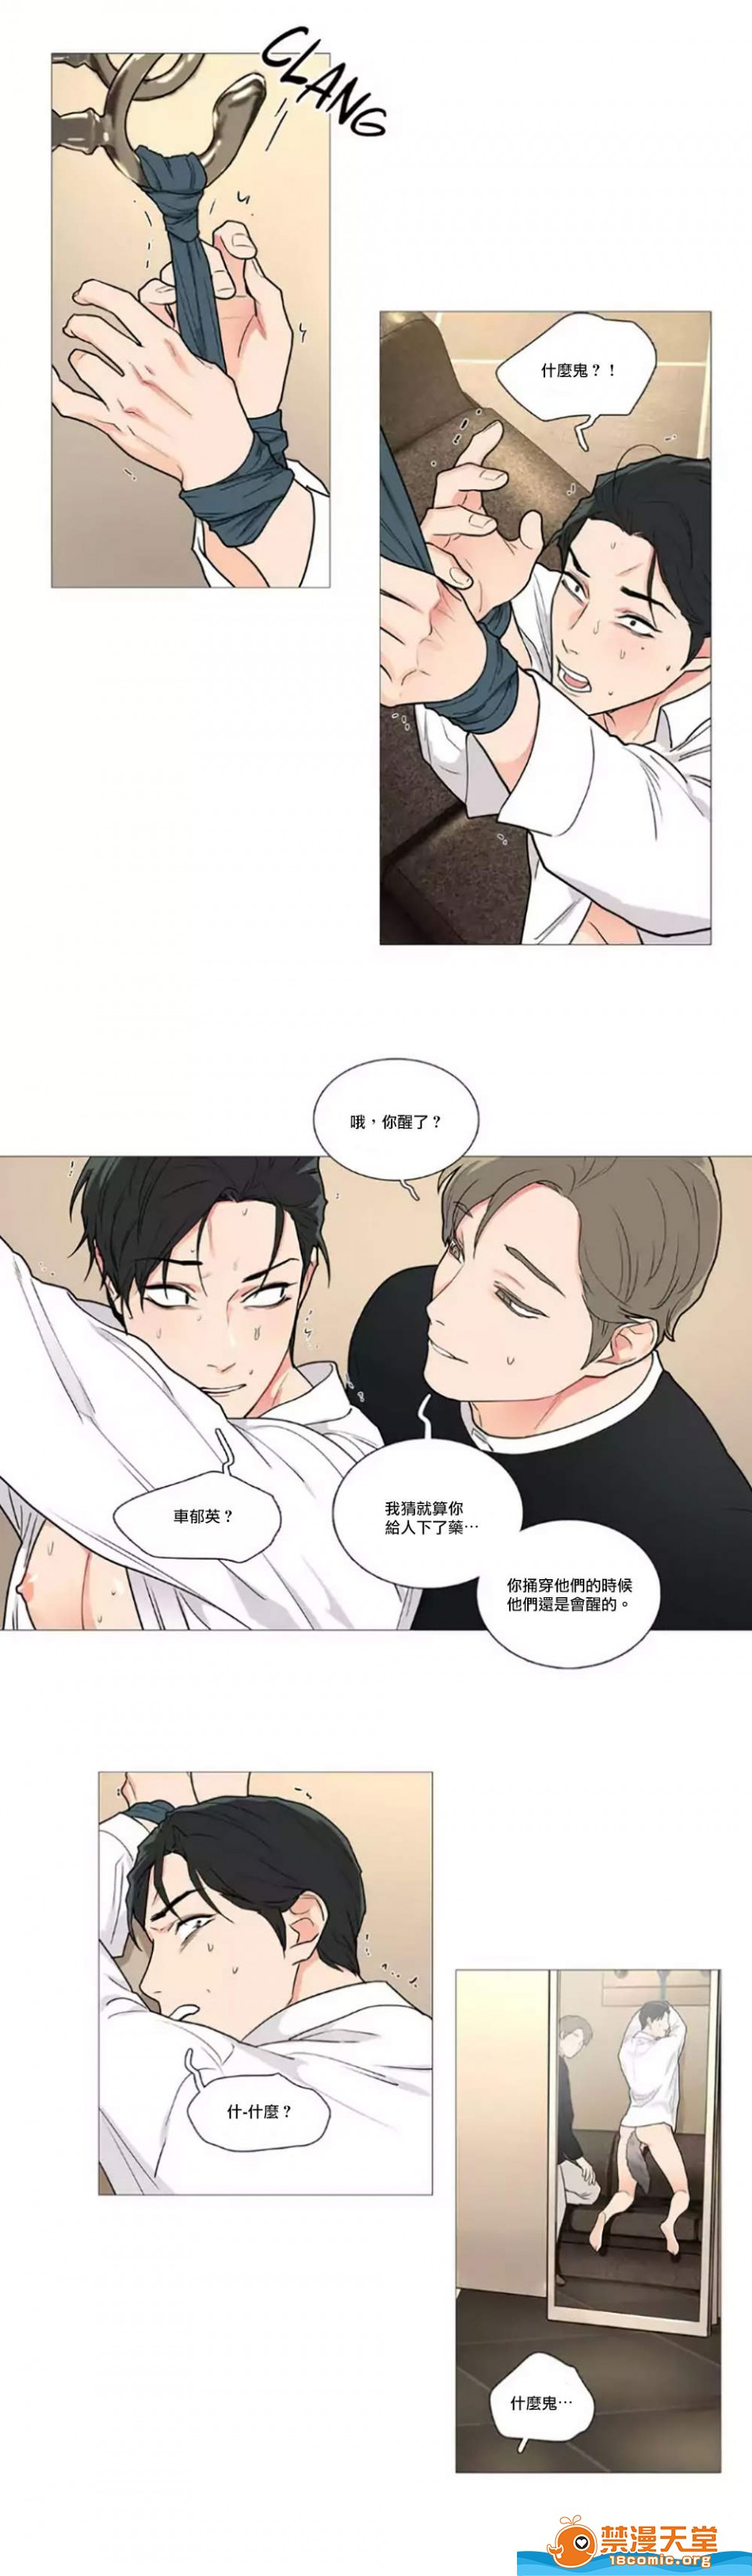 CLANG
什麼鬼？！
哦，你醒了？
車郁英？
我猜就算你
給人下了藥…
你捅穿他們的時候
他們還是會醒的。
什-什麼？
什麼鬼…
禁漫天堂
18comic.org